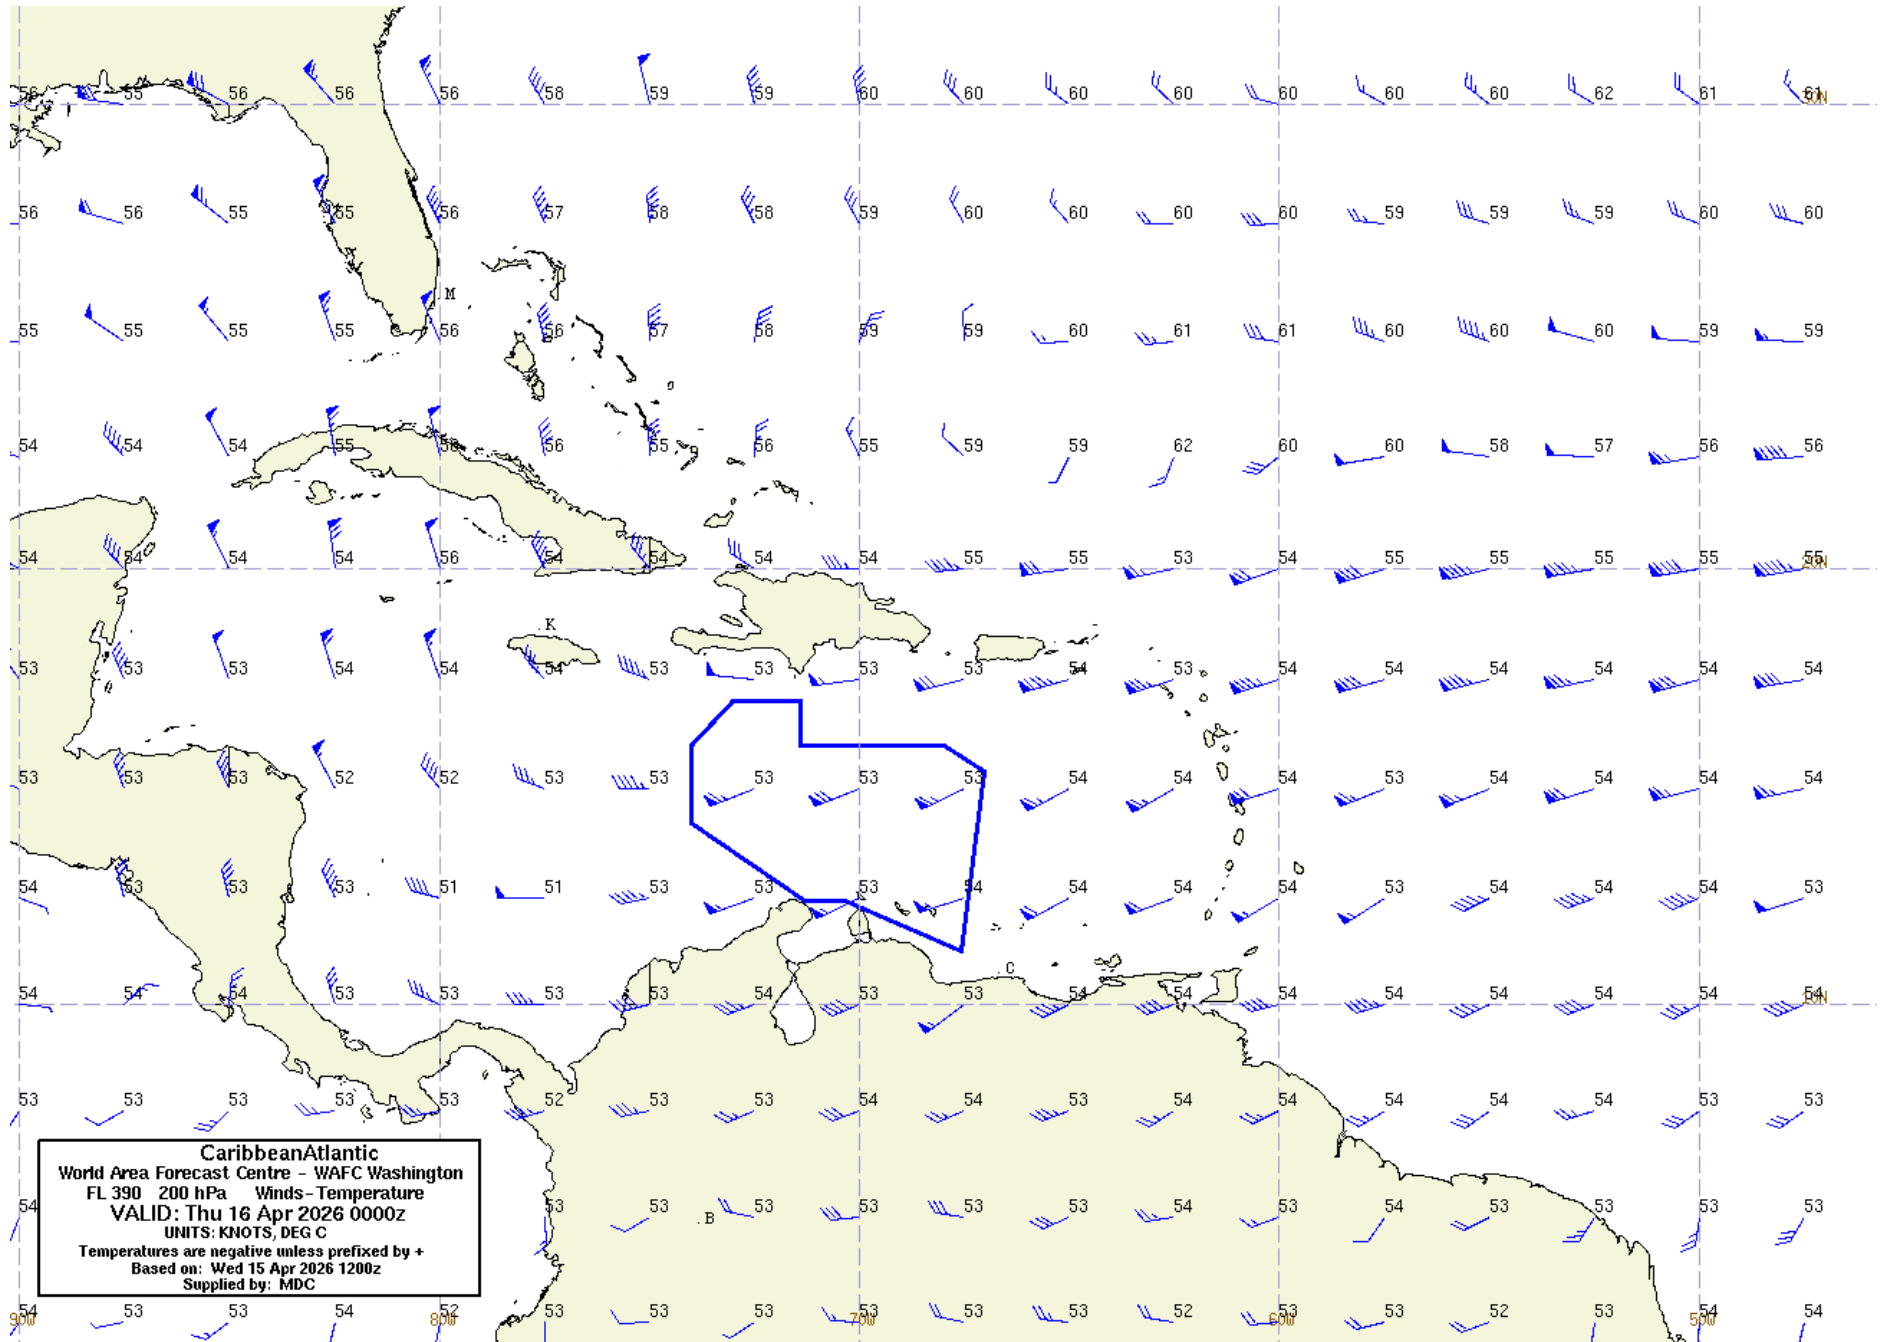 56 55 56 56 56 58 59 59 60 60 60 60 60 60 60 62 61 61 30N
56 56 55 55 56 57 58 58 59 60 60 60 60 59 59 59 60 60
M
55 55 55 55 56 56 57 58 59 59 60 61 61 60 60 60 59 59
54 54 54 55 56 56 55 56 55 59 59 62 60 60 58 57 56 56
54 54 54 54 56 54 54 54 54 55 55 53 54 55 55 55 55 55 20N
K
53 53 53 54 54 54 53 53 53 53 54 53 54 54 54 54 54 54
53 53 53 52 52 53 53 53 53 53 54 54 54 53 54 54 54 54
54 53 53 53 51 51 53 53 53 54 54 54 54 53 54 54 54 53
C
54 54 54 53 53 53 53 54 53 53 54 54 54 54 54 54 54 54 10N
53 53 53 53 53 52 53 53 54 54 53 54 54 54 54 54 53 53
CaribbeanAtlantic
World Area Forecast Centre - WAFC Washington
FL 390 200 hPa Winds-Temperature
VALID: Thu 16 Apr 2026 0000z
UNITS: KNOTS, DEG C
Temperatures are negative unless prefixed by +
Based on: Wed 15 Apr 2026 1200z
Supplied by: MDC
54 53 53 53 53 53 54 53 54 53 53 53 53
B
54 53 53 54 52 53 53 53 53 53 53 52 53 53 52 53 54 54
90W 80W 70W 60W 50W